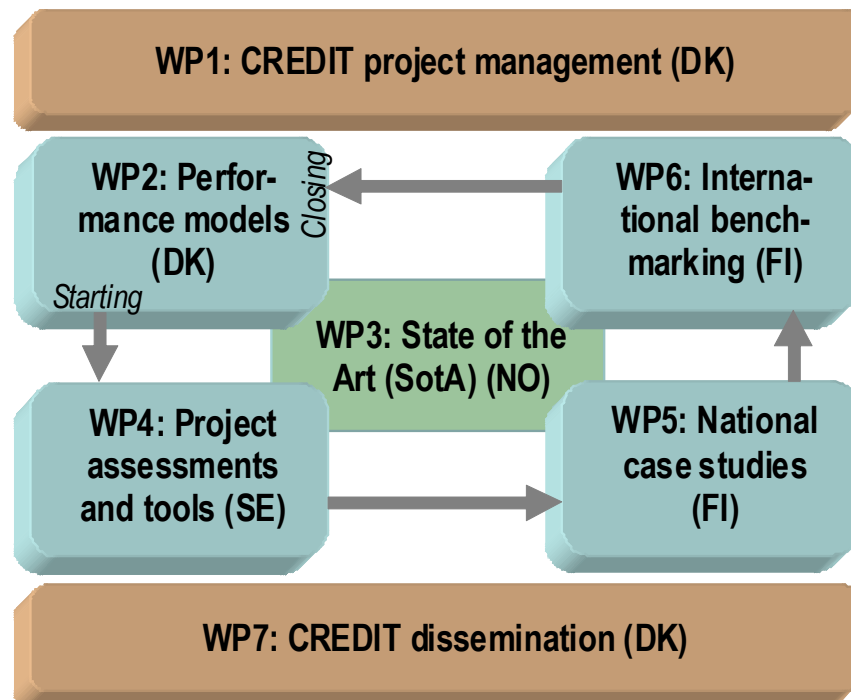 WP1: CREDIT project management (DK)
WP2: Perfor-
mance models
(DK)
Closing
Starting
WP6: Interna-
tional bench-
marking (FI)
WP3: State of the
Art (SotA) (NO)
WP4: Project
assessments
and tools (SE)
WP5: National
case studies
(FI)
WP7: CREDIT dissemination (DK)